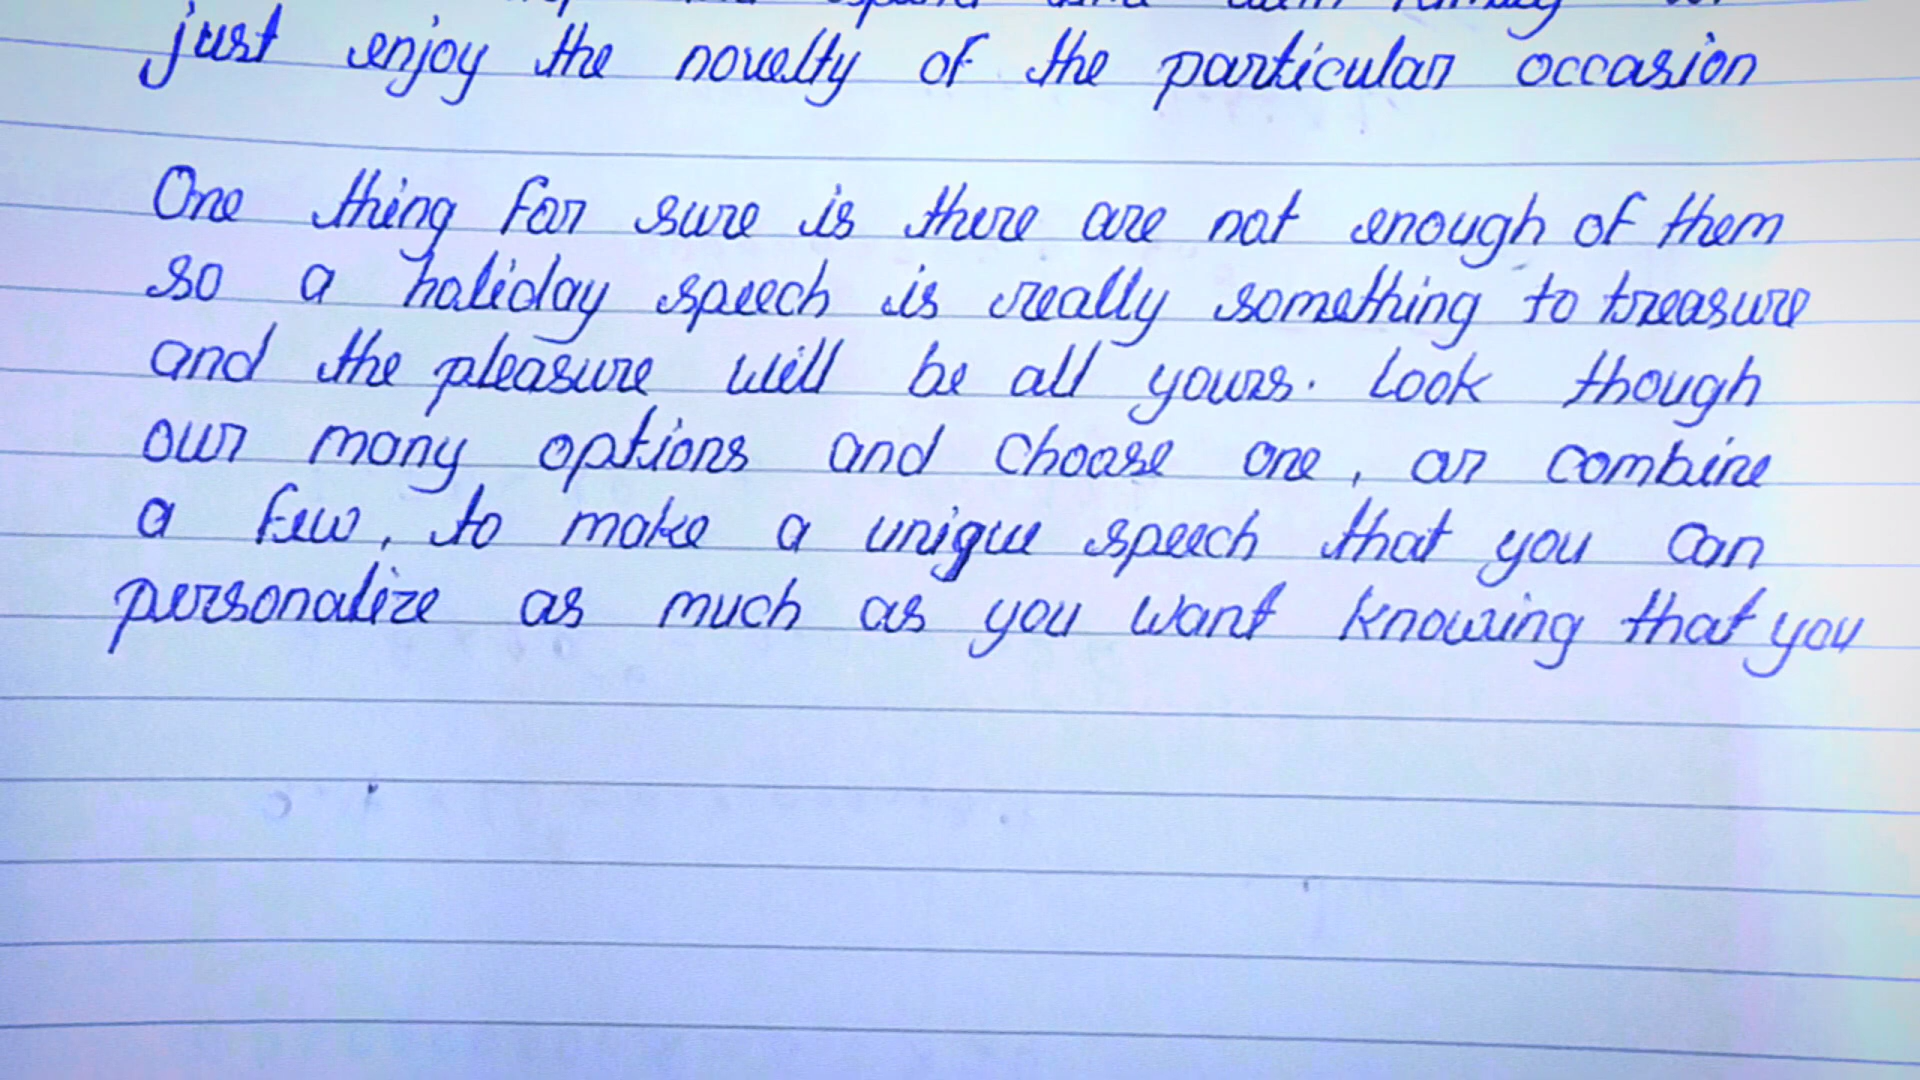 just enjoy the novelty of the particular occasion
One thing for sure is there are not enough of them
so a holiday speech is really something to treasure
and the pleasure will be all yours. Look though
our many options and choose one, or combine
a few, to make a unique speech that you can
personalize as much as you want knowing that you